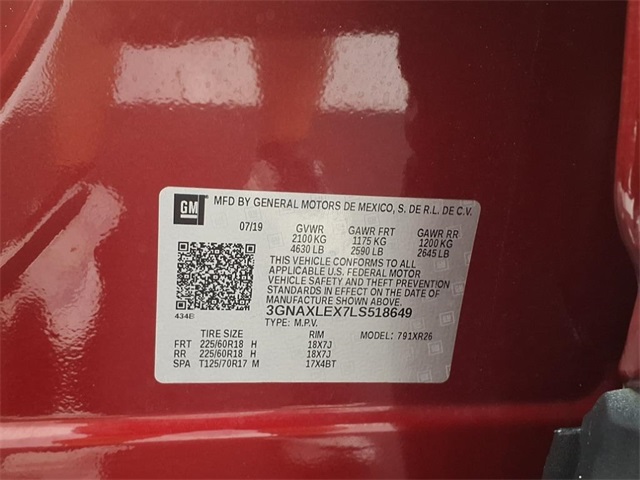 GM MFD BY GENERAL MOTORS DE MEXICO, S. DE R.L. DE C.V.
07/19 GVWR GAWR FRT GAWR RR
2100 KG 1175 KG 1200 KG
4630 LB 2590 LB 2645 LB
THIS VEHICLE CONFORMS TO ALL
APPLICABLE U.S. FEDERAL MOTOR
VEHICLE SAFETY AND THEFT PREVENTION
STANDARDS IN EFFECT ON THE DATE OF
MANUFACTURE SHOWN ABOVE.
434B 3GNAXLEX7LS518649
TYPE: M.P.V.
TIRE SIZE RIM MODEL: 791XR26
FRT 225/60R18 H 18X7J
RR 225/60R18 H 18X7J
SPA T125/70R17 M 17X4BT